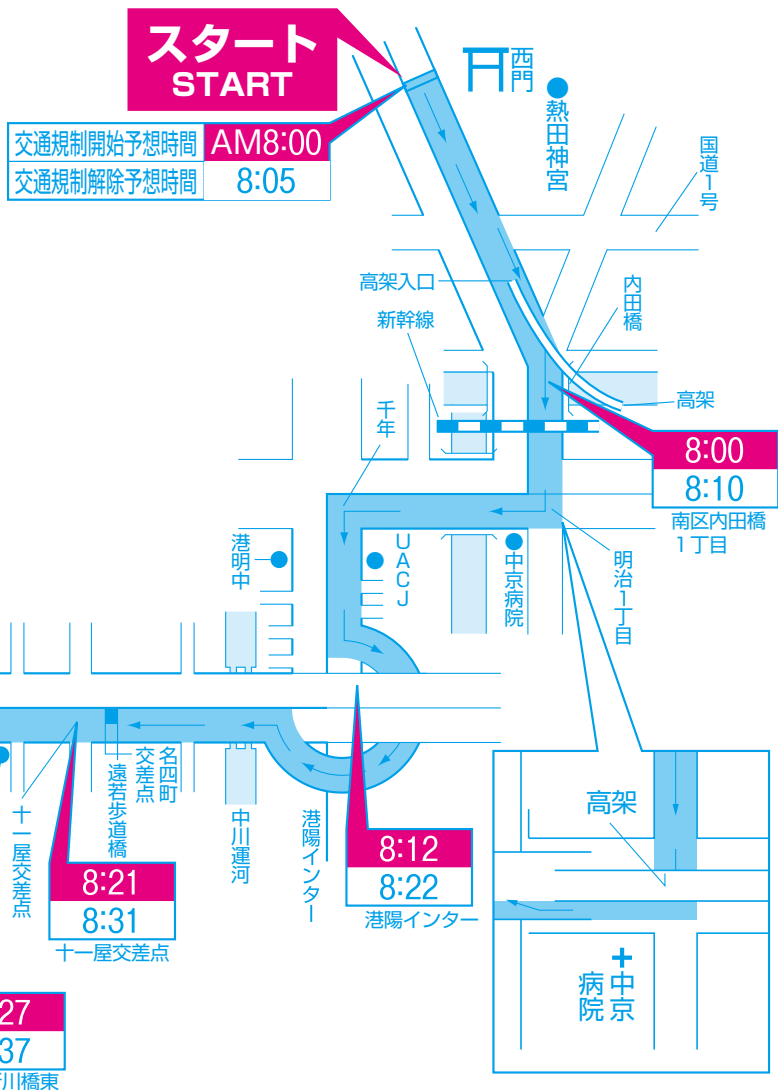 スタート
START
交通規制開始予想時間 AM8:00
交通規制解除予想時間 8:05
西門
熱田神宮
国道1号
高架入口
内田橋
新幹線
高架
千年
8:00
8:10
南区内田橋
1丁目
港明中
UACJ
中京病院
明治1丁目
名四町
交差点
遠若歩道橋
十一屋交差点
中川運河
港陽インター
8:12
8:22
港陽インター
8:21
8:31
十一屋交差点
高架
中京
病院
27
37
川橋東